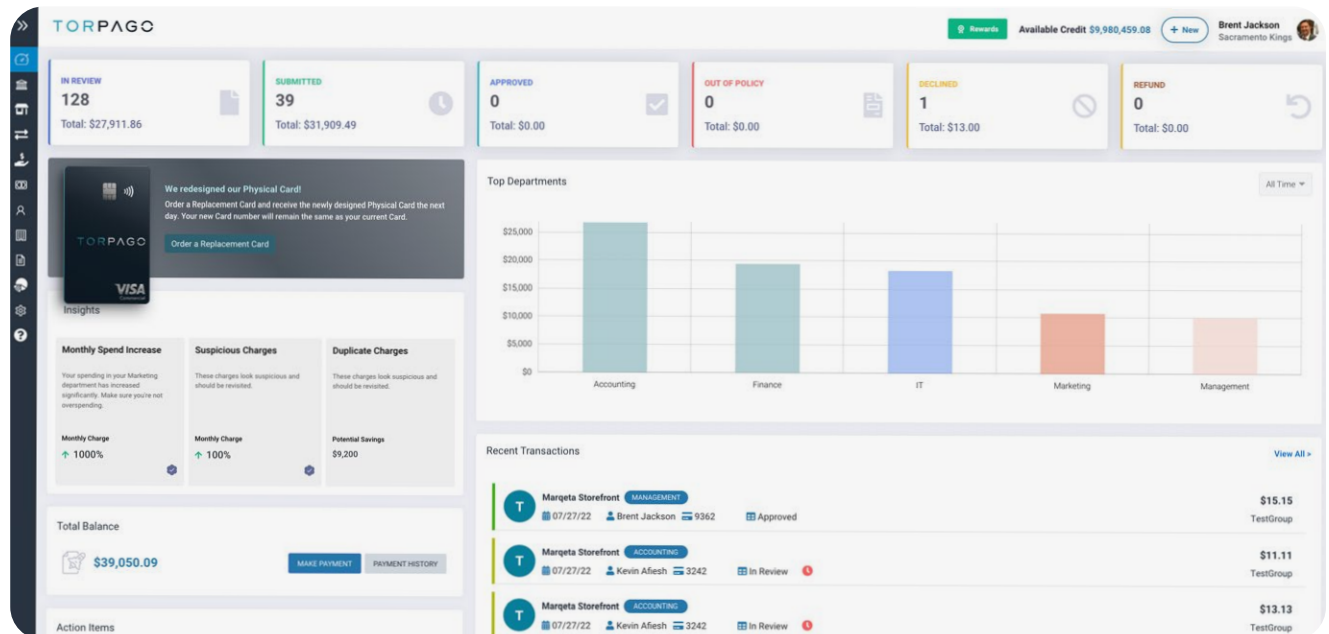 TORPAGO
Rewards
Available Credit $9,980,459.08
+ New
Brent Jackson
Sacramento Kings
IN REVIEW
128
Total: $27,911.86
SUBMITTED
39
Total: $31,909.49
APPROVED
0
Total: $0.00
OUT OF POLICY
0
Total: $0.00
DECLINED
1
Total: $13.00
REFUND
0
Total: $0.00
TORPAGO
VISA
We redesigned our Physical Card!
Order a Replacement Card and receive the newly designed Physical Card the next
day. Your new Card number will remain the same as your current Card.
Order a Replacement Card
Insights
Monthly Spend Increase
Your spending in your Marketing
department has increased
significantly. Make sure you're not
overspending.
Monthly Charge
↑ 1000%
Suspicious Charges
These charges look suspicious and
should be revisited.
Monthly Charge
↑ 100%
Duplicate Charges
These charges look suspicious and
should be revisited.
Potential Savings
$9,200
Total Balance
$39,050.09
MAKE PAYMENT
PAYMENT HISTORY
Action Items
Top Departments
All Time
$25,000
$20,000
$15,000
$10,000
$5,000
$0
Accounting Finance IT Marketing Management
Recent Transactions
View All >
T
Marqeta Storefront MANAGEMENT
07/27/22 Brent Jackson 9362 Approved
$15.15
TestGroup
T
Marqeta Storefront ACCOUNTING
07/27/22 Kevin Afiesh 3242 In Review
$11.11
TestGroup
T
Marqeta Storefront ACCOUNTING
07/27/22 Kevin Afiesh 3242 In Review
$13.13
TestGroup